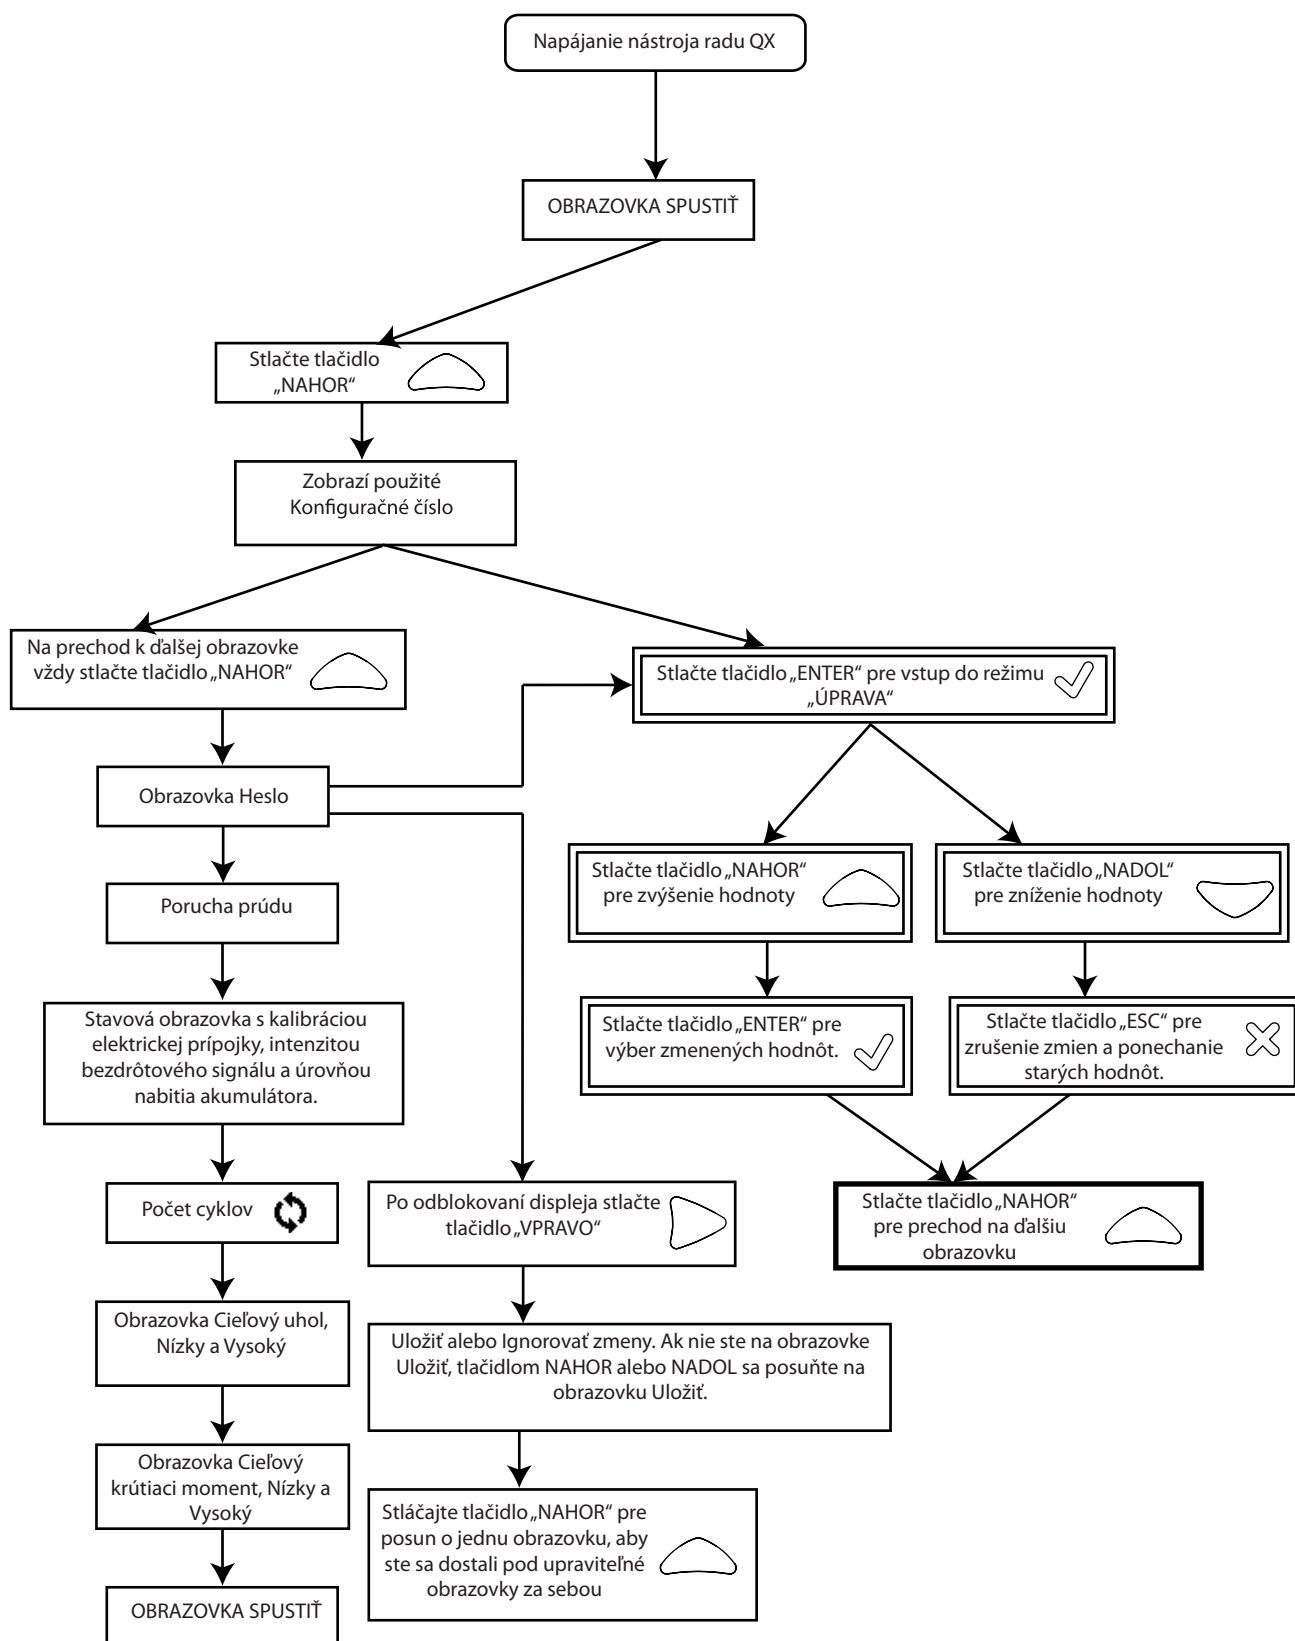 Napájanie nástroja radu QX
OBRAZOVKA SPUSTIŤ
Stlačte tlačidlo
„NAHOR“
Zobrazí použité
Konfiguračné číslo
Na prechod k ďalšej obrazovke
vždy stlačte tlačidlo „NAHOR“
Stlačte tlačidlo „ENTER“ pre vstup do režimu
„ÚPRAVA“
Obrazovka Heslo
Stlačte tlačidlo „NAHOR“
pre zvýšenie hodnoty
Stlačte tlačidlo „NADOL“
pre zníženie hodnoty
Porucha prúdu
Stavová obrazovka s kalibráciou
elektrickej prípojky, intenzitou
bezdrôtového signálu a úrovňou
nabitia akumulátora.
Stlačte tlačidlo „ENTER“ pre
výber zmenených hodnôt.
Stlačte tlačidlo „ESC“ pre
zrušenie zmien a ponechanie
starých hodnôt.
Počet cyklov
Po odblokovaní displeja stlačte
tlačidlo „VPRAVO“
Stlačte tlačidlo „NAHOR“
pre prechod na ďalšiu
obrazovku
Obrazovka Cieľový uhol,
Nízky a Vysoký
Uložiť alebo Ignorovať zmeny. Ak nie ste na obrazovke
Uložiť, tlačidlom NAHOR alebo NADOL sa posuňte na
obrazovku Uložiť.
Obrazovka Cieľový
krútiaci moment, Nízky a
Vysoký
Stláčajte tlačidlo „NAHOR“ pre
posun o jednu obrazovku, aby
ste sa dostali pod upraviteľné
obrazovky za sebou
OBRAZOVKA SPUSTIŤ